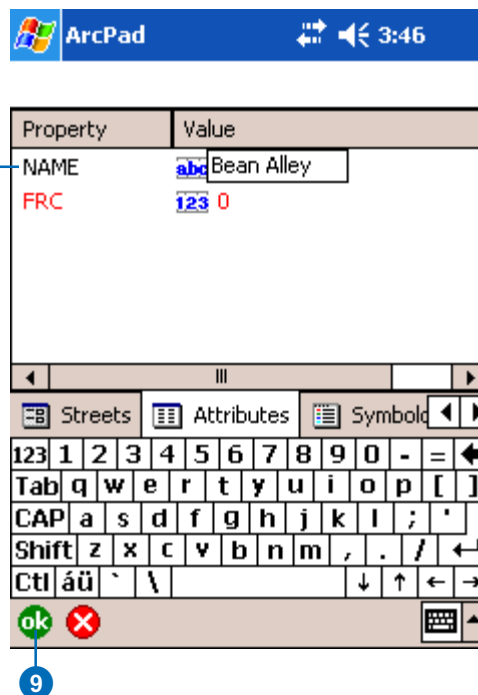 ArcPad 3:46
Property Value
NAME abc Bean Alley
FRC 123 0
Streets Attributes Symbolo
123 1 2 3 4 5 6 7 8 9 0 - =
Tab q w e r t y u i o p [ ]
CAP a s d f g h j k l ; '
Shift z x c v b n m , . /
Ctl áü ` \ ↓ ↑ ← →
ok
9